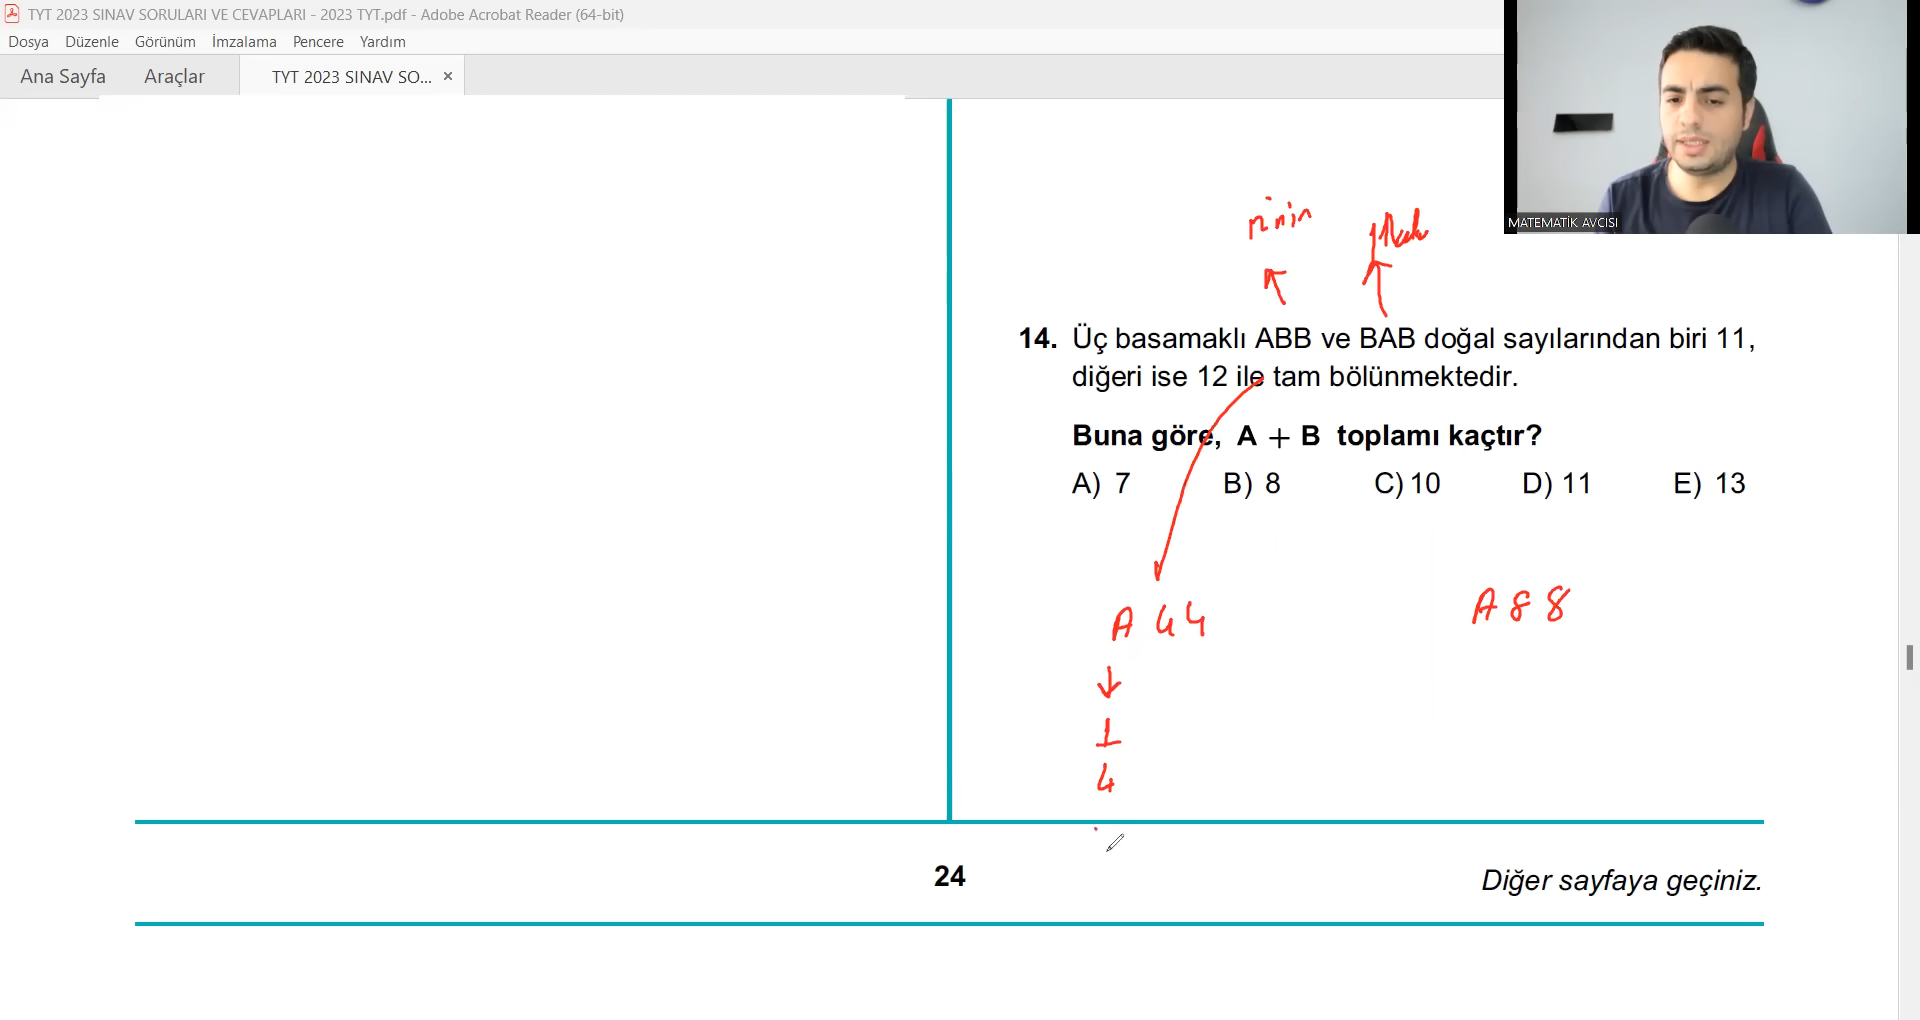 TYT 2023 SINAV SORULARI VE CEVAPLARI - 2023 TYT.pdf - Adobe Acrobat Reader (64-bit)
Dosya Düzenle Görünüm İmzalama Pencere Yardım
Ana Sayfa Araçlar TYT 2023 SINAV SO... ×
MATEMATİK AVCISI
14. Üç basamaklı ABB ve BAB doğal sayılarından biri 11,
diğeri ise 12 ile tam bölünmektedir.
Buna göre, A + B toplamı kaçtır?
A) 7 B) 8 C) 10 D) 11 E) 13
A 4 4 A 8 8
1
4
24
Diğer sayfaya geçiniz.